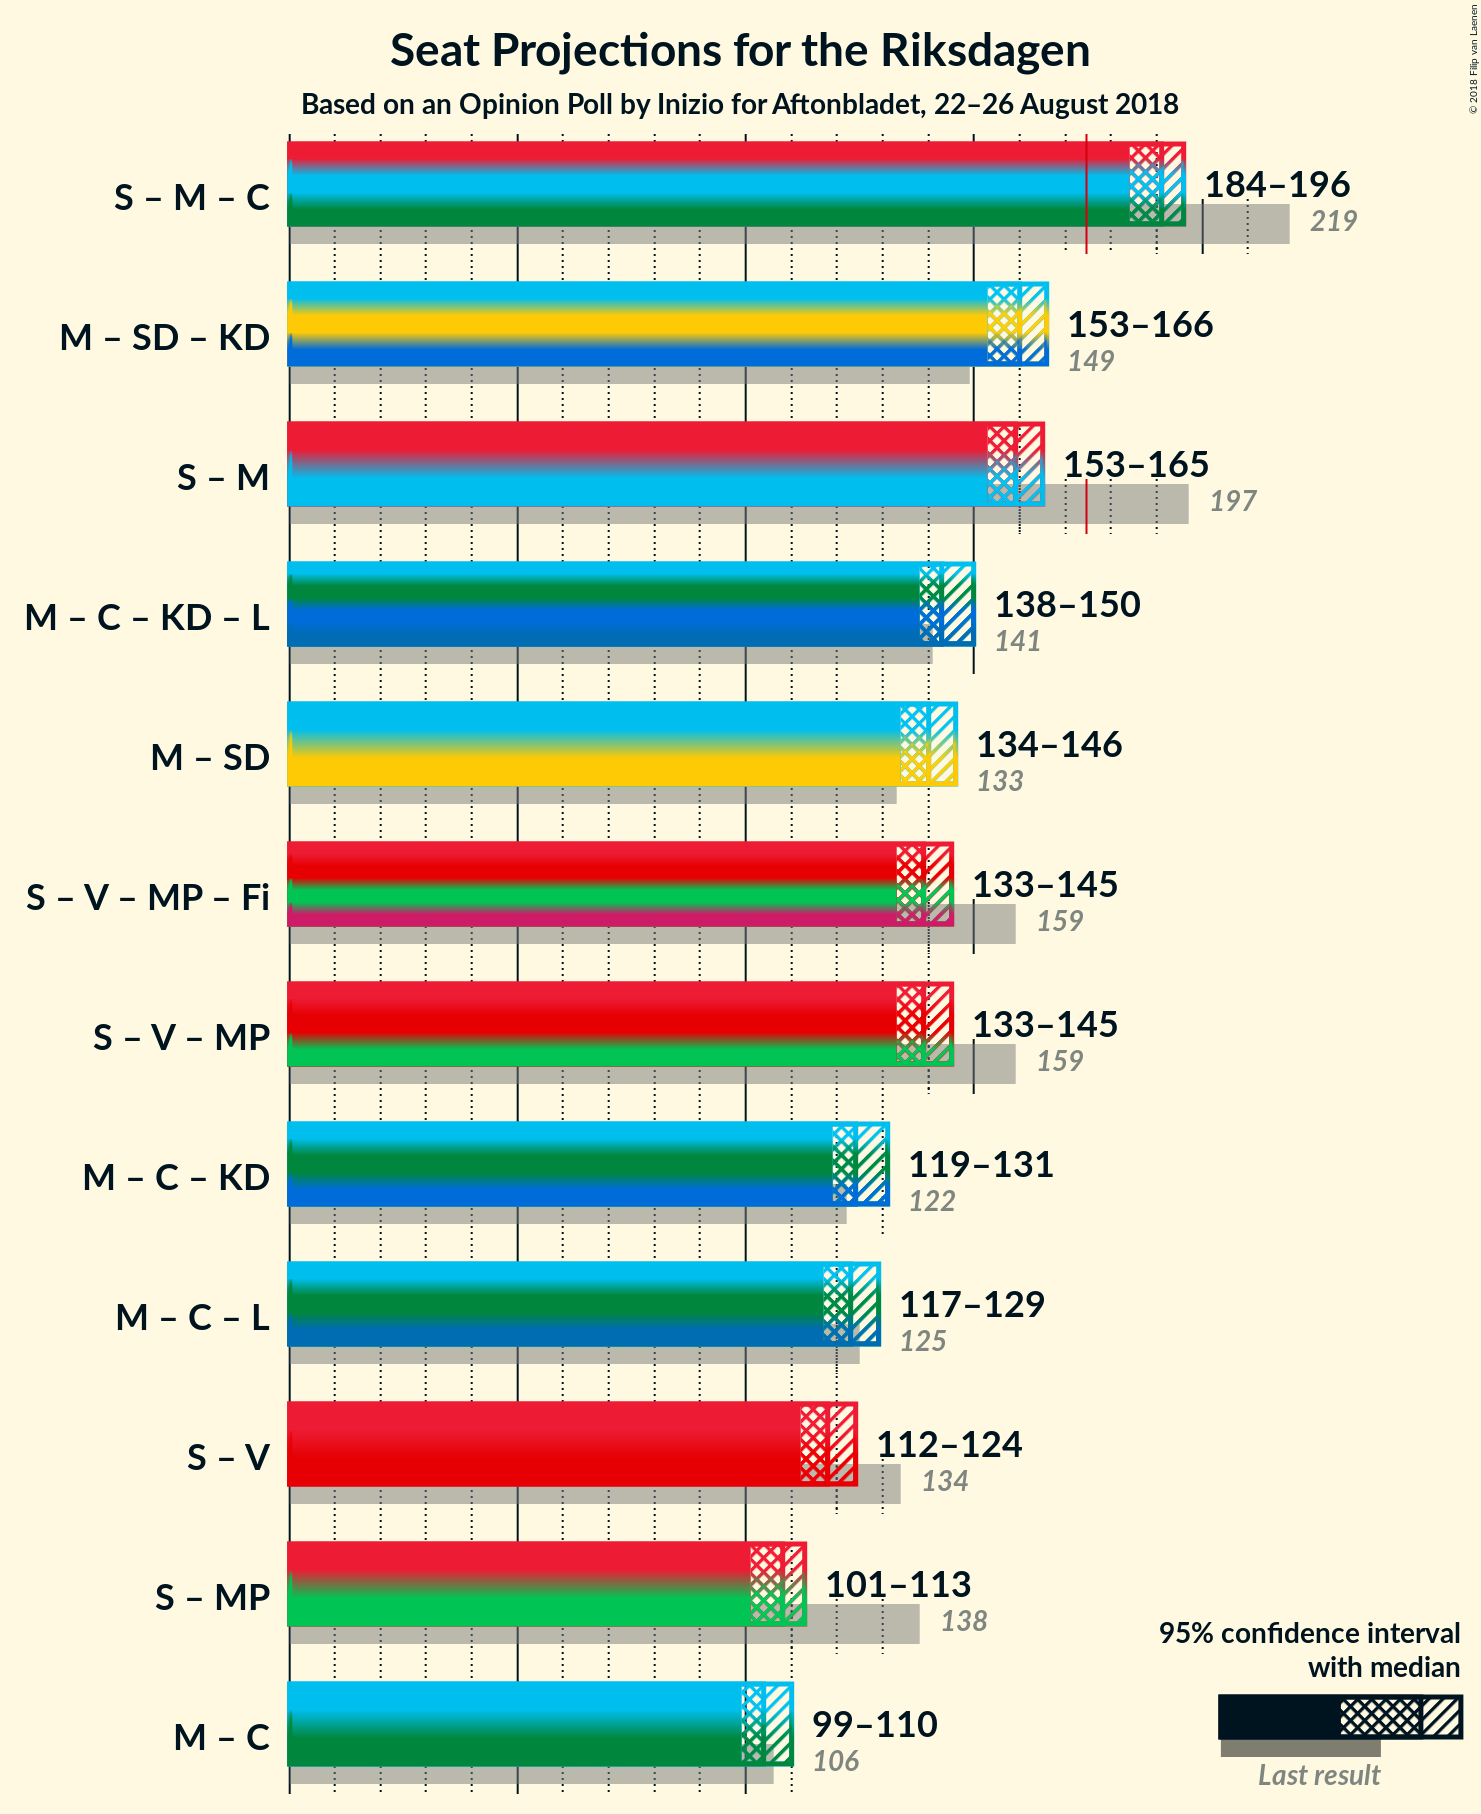 © 2018 Filip van Laenen
Seat Projections for the Riksdagen
Based on an Opinion Poll by Inizio for Aftonbladet, 22–26 August 2018
S – M – C
184–196
219
M – SD – KD
153–166
149
S – M
153–165
197
M – C – KD – L
138–150
141
M – SD
134–146
133
S – V – MP – Fi
133–145
159
S – V – MP
133–145
159
M – C – KD
119–131
122
M – C – L
117–129
125
S – V
112–124
134
S – MP
101–113
138
M – C
99–110
106
95% confidence interval
with median
Last result